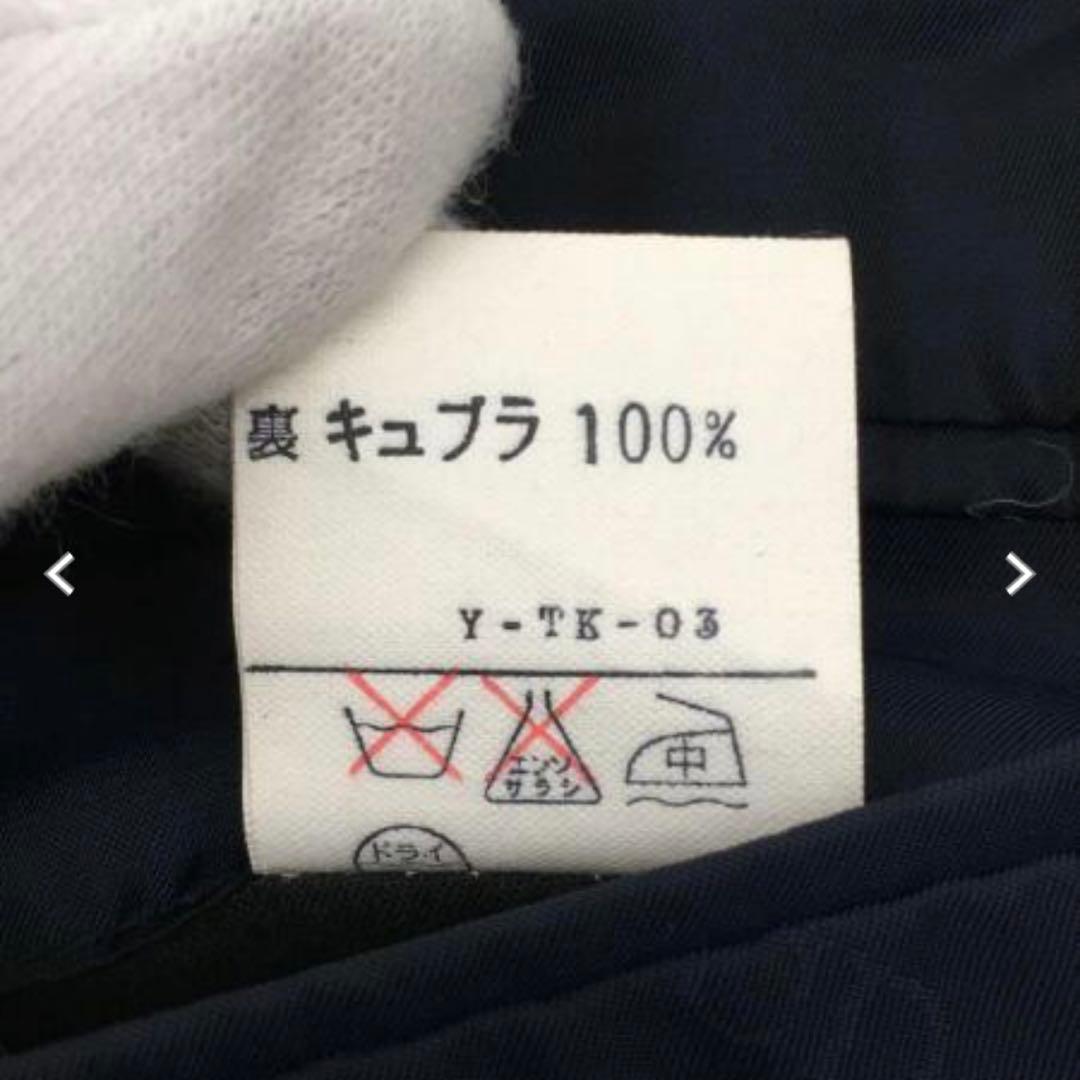 裏 キュプラ 100%
Y-TK-03
エンソ
サラシ
中
ドライ